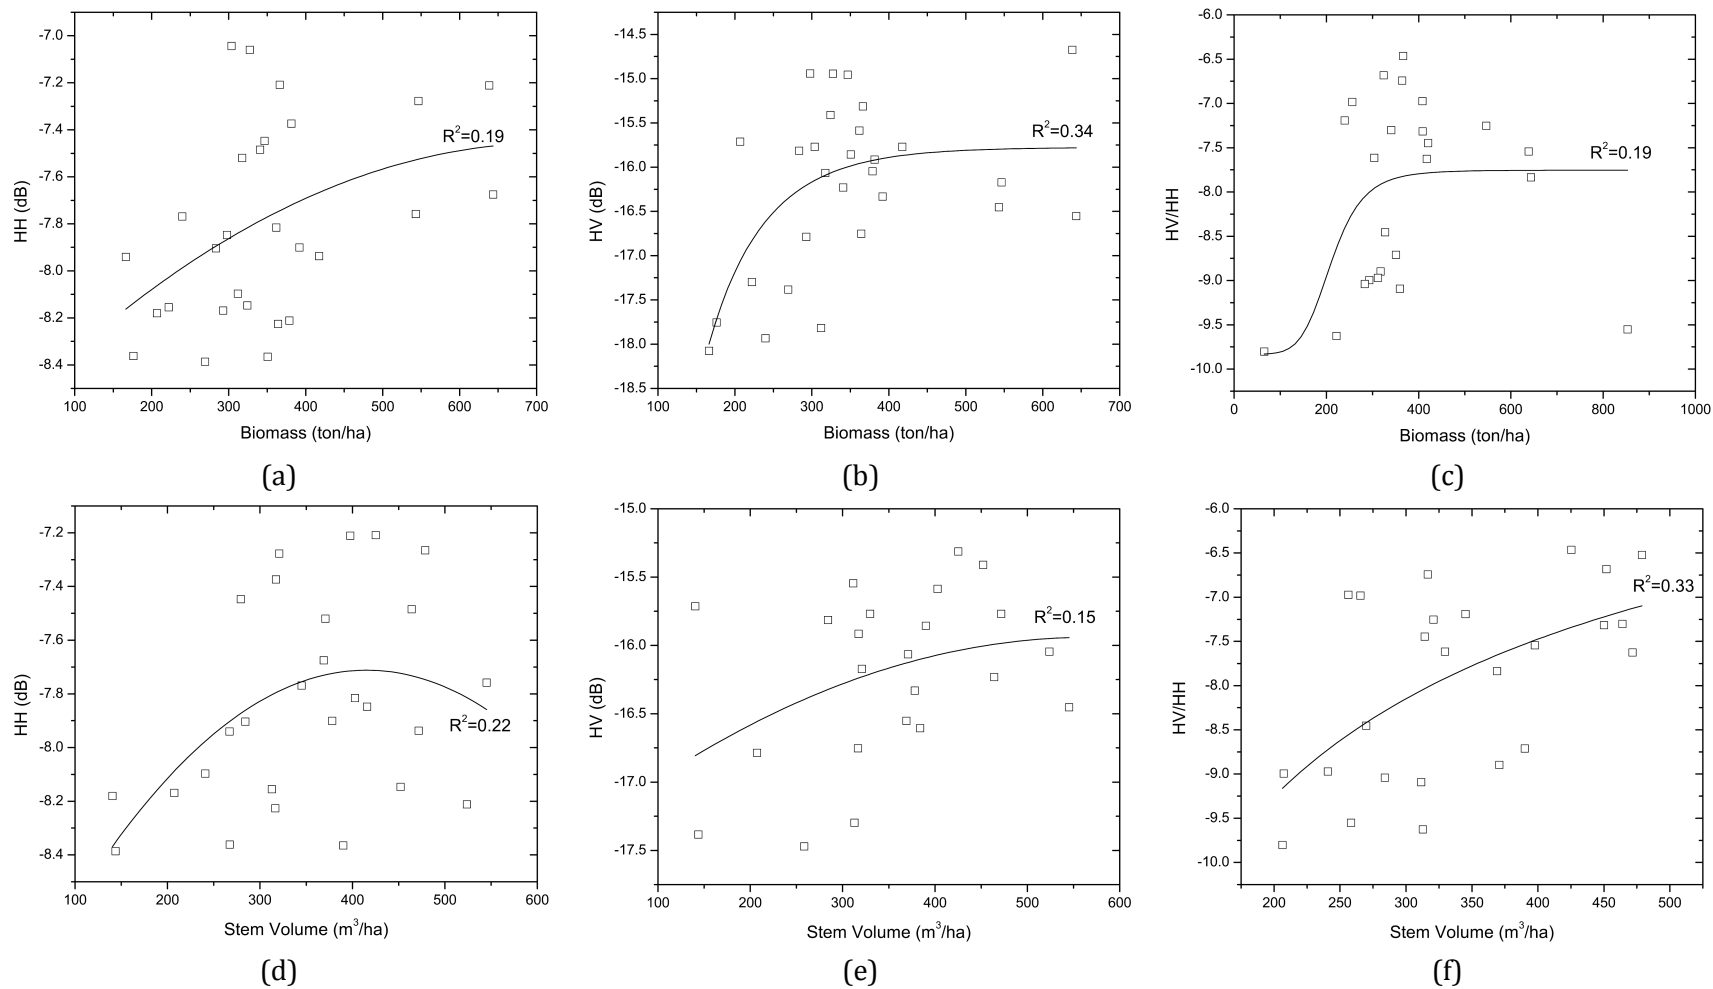 -7.0
-7.2
-7.4
-7.6
-7.8
-8.0
-8.2
-8.4
HH (dB)
R²=0.19
100 200 300 400 500 600 700
Biomass (ton/ha)
(a)
-14.5
-15.0
-15.5
-16.0
-16.5
-17.0
-17.5
-18.0
-18.5
HV (dB)
R²=0.34
100 200 300 400 500 600 700
Biomass (ton/ha)
(b)
-6.0
-6.5
-7.0
-7.5
-8.0
-8.5
-9.0
-9.5
-10.0
HV/HH
R²=0.19
0 200 400 600 800 1000
Biomass (ton/ha)
(c)
-7.2
-7.4
-7.6
-7.8
-8.0
-8.2
-8.4
HH (dB)
R²=0.22
100 200 300 400 500 600
Stem Volume (m³/ha)
(d)
-15.0
-15.5
-16.0
-16.5
-17.0
-17.5
HV (dB)
R²=0.15
100 200 300 400 500 600
Stem Volume (m³/ha)
(e)
-6.0
-6.5
-7.0
-7.5
-8.0
-8.5
-9.0
-9.5
-10.0
HV/HH
R²=0.33
200 250 300 350 400 450 500
Stem Volume (m³/ha)
(f)